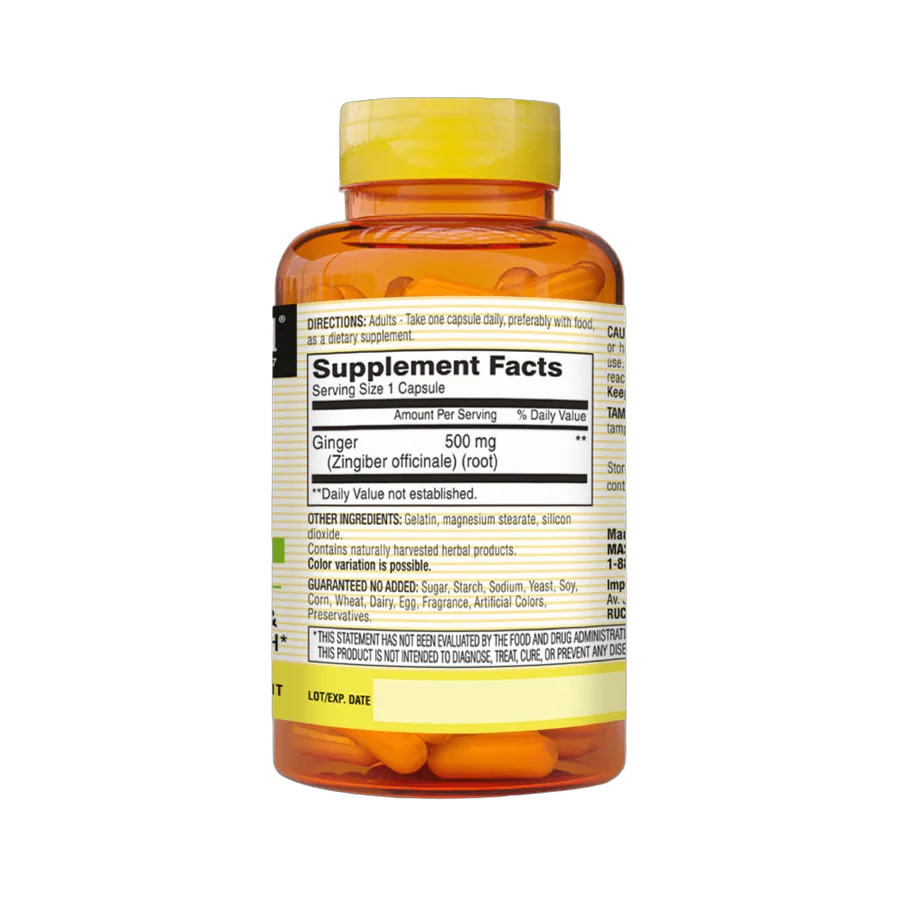 ®
DIRECTIONS: Adults - Take one capsule daily, preferably with food,
as a dietary supplement.
Supplement Facts
Serving Size 1 Capsule
Amount Per Serving % Daily Value
Ginger 500 mg **
(Zingiber officinale) (root)
**Daily Value not established.
OTHER INGREDIENTS: Gelatin, magnesium stearate, silicon
dioxide.
Contains naturally harvested herbal products.
Color variation is possible.
GUARANTEED NO ADDED: Sugar, Starch, Sodium, Yeast, Soy,
Corn, Wheat, Dairy, Egg, Fragrance, Artificial Colors,
Preservatives.
*THIS STATEMENT HAS NOT BEEN EVALUATED BY THE FOOD AND DRUG
THIS PRODUCT IS NOT INTENDED TO DIAGNOSE, TREAT, CURE, OR PREVENT ANY
LOT/EXP. DATE
&
or
use:
Keep
Av.